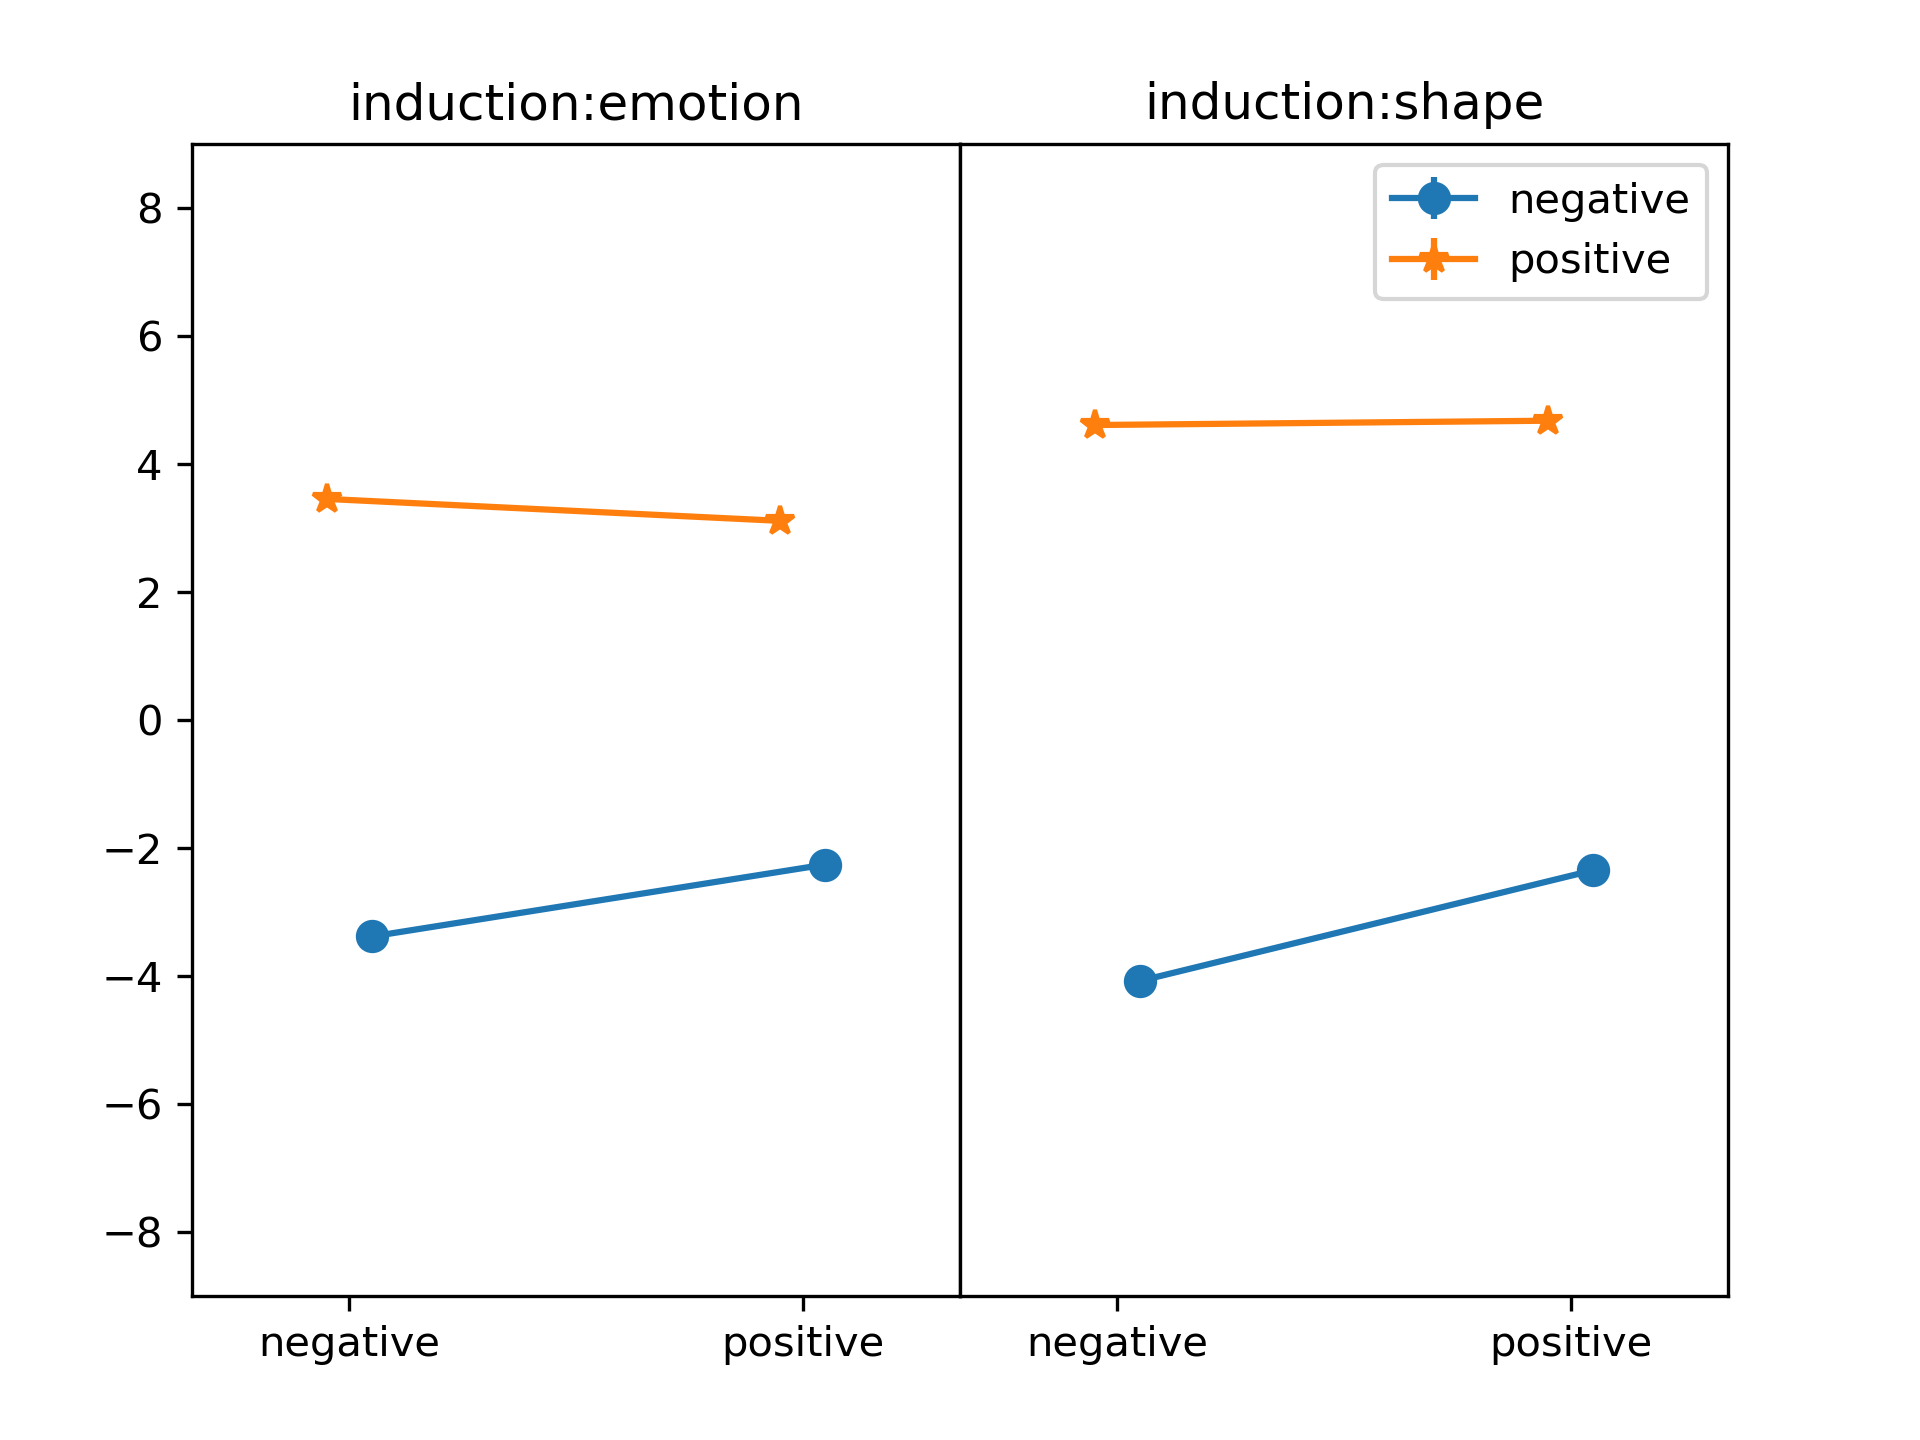 induction:emotion
induction:shape
negative
positive
8
6
4
2
0
−2
−4
−6
−8
negative
positive
negative
positive